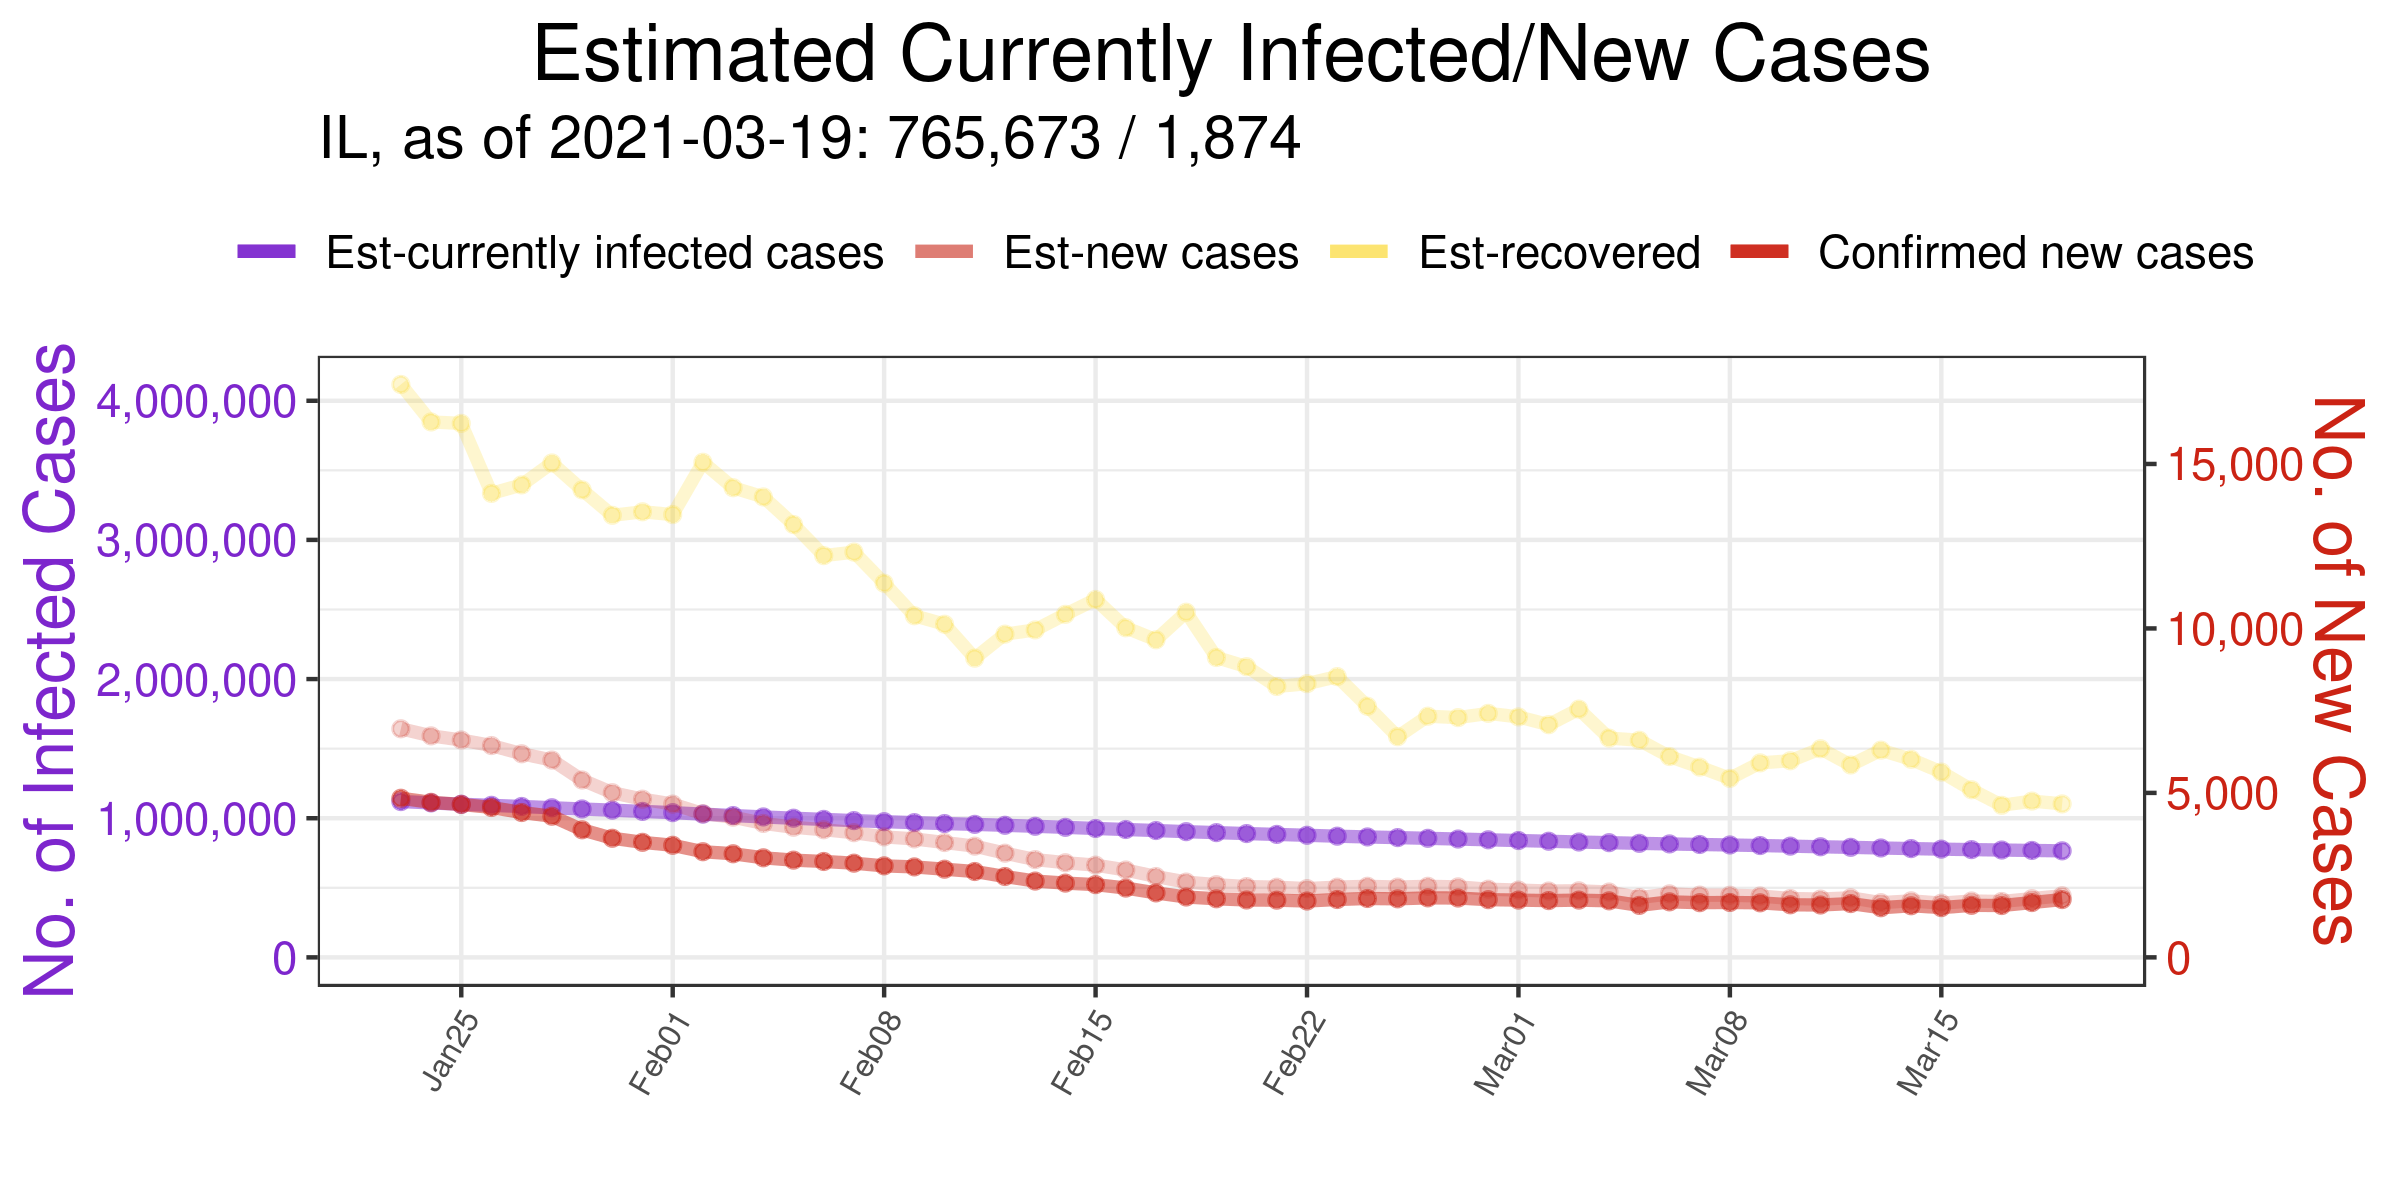 Estimated Currently Infected/New Cases
IL, as of 2021-03-19: 765,673 / 1,874
Est-currently infected cases Est-new cases Est-recovered Confirmed new cases
No. of Infected Cases
4,000,000
3,000,000
2,000,000
1,000,000
0
15,000
10,000
5,000
0
No. of New Cases
Jan25 Feb01 Feb08 Feb15 Feb22 Mar01 Mar08 Mar15